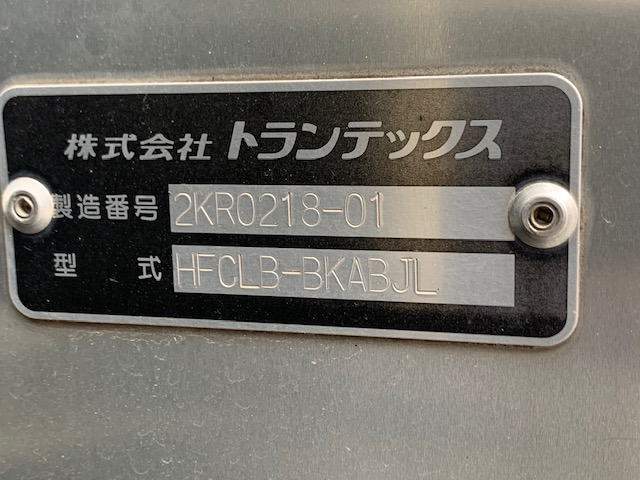 株式会社 トランテックス
製造番号 2KR0218-01
型 式 HFCLB-BKABJL